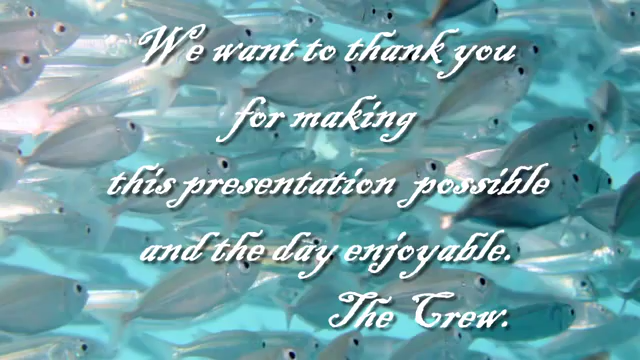 We want to thank you
for making
this presentation possible
and the day enjoyable.
The Crew.